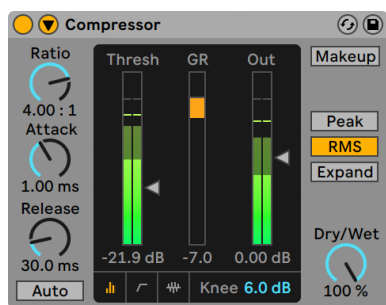 Compressor
Ratio
4.00 : 1
Attack
1.00 ms
Release
30.0 ms
Auto
Thresh GR Out
-21.9 dB -7.0 0.00 dB
Knee 6.0 dB
Makeup
Peak
RMS
Expand
Dry/Wet
100 %